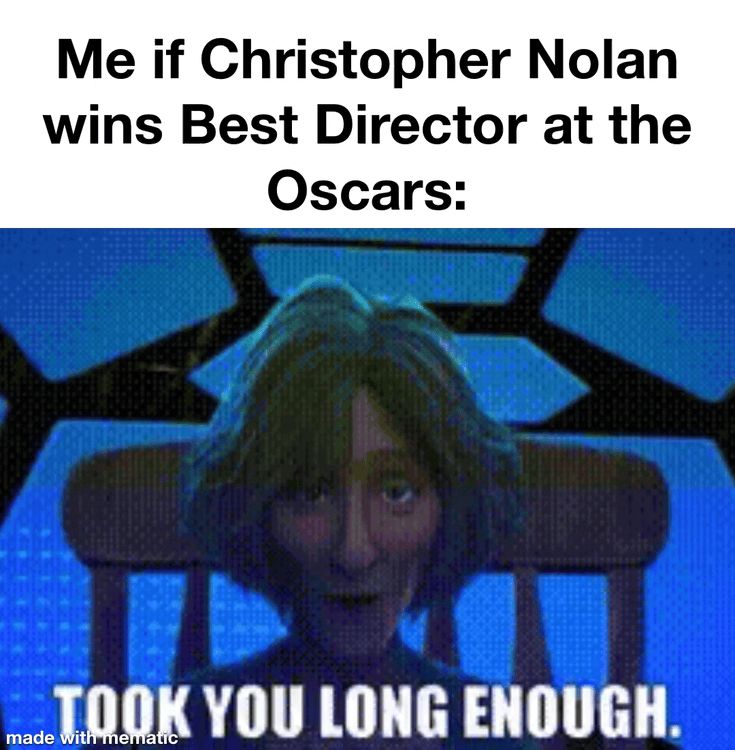 Me if Christopher Nolan
wins Best Director at the
Oscars:
TOOK YOU LONG ENOUGH.
made with mematic